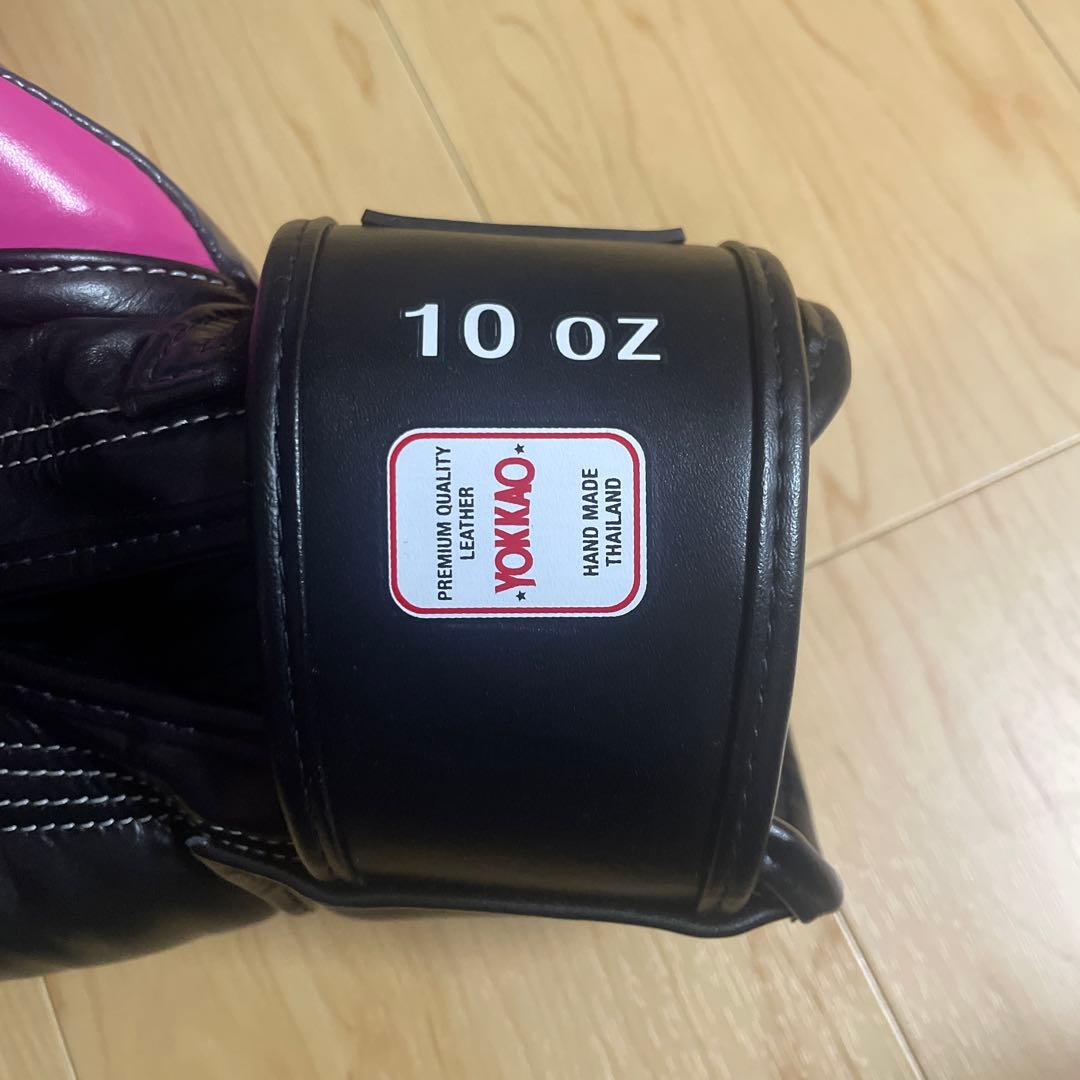 10 oz
PREMIUM QUALITY
LEATHER
YOKKAO
HAND MADE
THAILAND